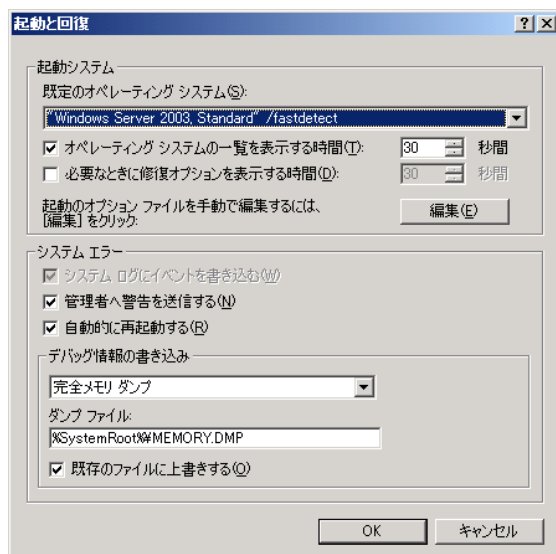 起動と回復
起動システム
既定のオペレーティング システム(S):
"Windows Server 2003, Standard" /fastdetect
オペレーティング システムの一覧を表示する時間(T): 30 秒間
必要なときに修復オプションを表示する時間(D): 30 秒間
起動のオプション ファイルを手動で編集するには、
[編集] をクリック: 編集(E)
システム エラー
システム ログにイベントを書き込む(W)
管理者へ警告を送信する(N)
自動的に再起動する(R)
デバッグ情報の書き込み
完全メモリ ダンプ
ダンプ ファイル:
%SystemRoot%¥MEMORY.DMP
既存のファイルに上書きする(O)
OK キャンセル